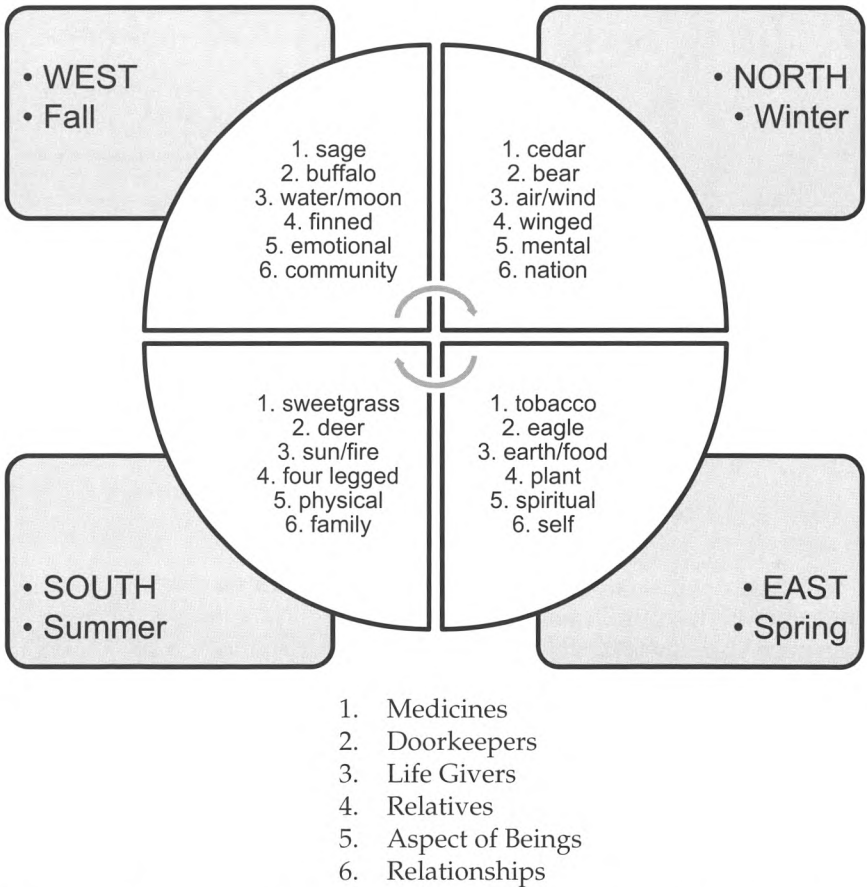 • WEST
• Fall
1. sage
2. buffalo
3. water/moon
4. finned
5. emotional
6. community
• NORTH
• Winter
1. cedar
2. bear
3. air/wind
4. winged
5. mental
6. nation
• SOUTH
• Summer
1. sweetgrass
2. deer
3. sun/fire
4. four legged
5. physical
6. family
• EAST
• Spring
1. tobacco
2. eagle
3. earth/food
4. plant
5. spiritual
6. self
1. Medicines
2. Doorkeepers
3. Life Givers
4. Relatives
5. Aspect of Beings
6. Relationships